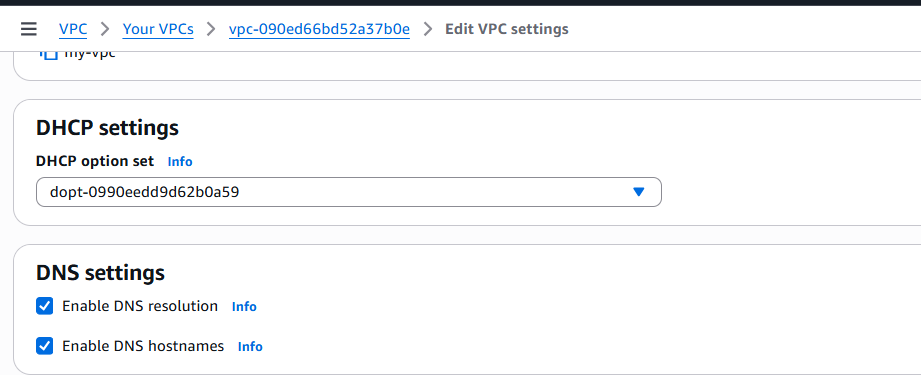 VPC > Your VPCs > vpc-090ed66bd52a37b0e > Edit VPC settings
my-vpc
DHCP settings
DHCP option set Info
dopt-0990eedd9d62b0a59
DNS settings
Enable DNS resolution Info
Enable DNS hostnames Info